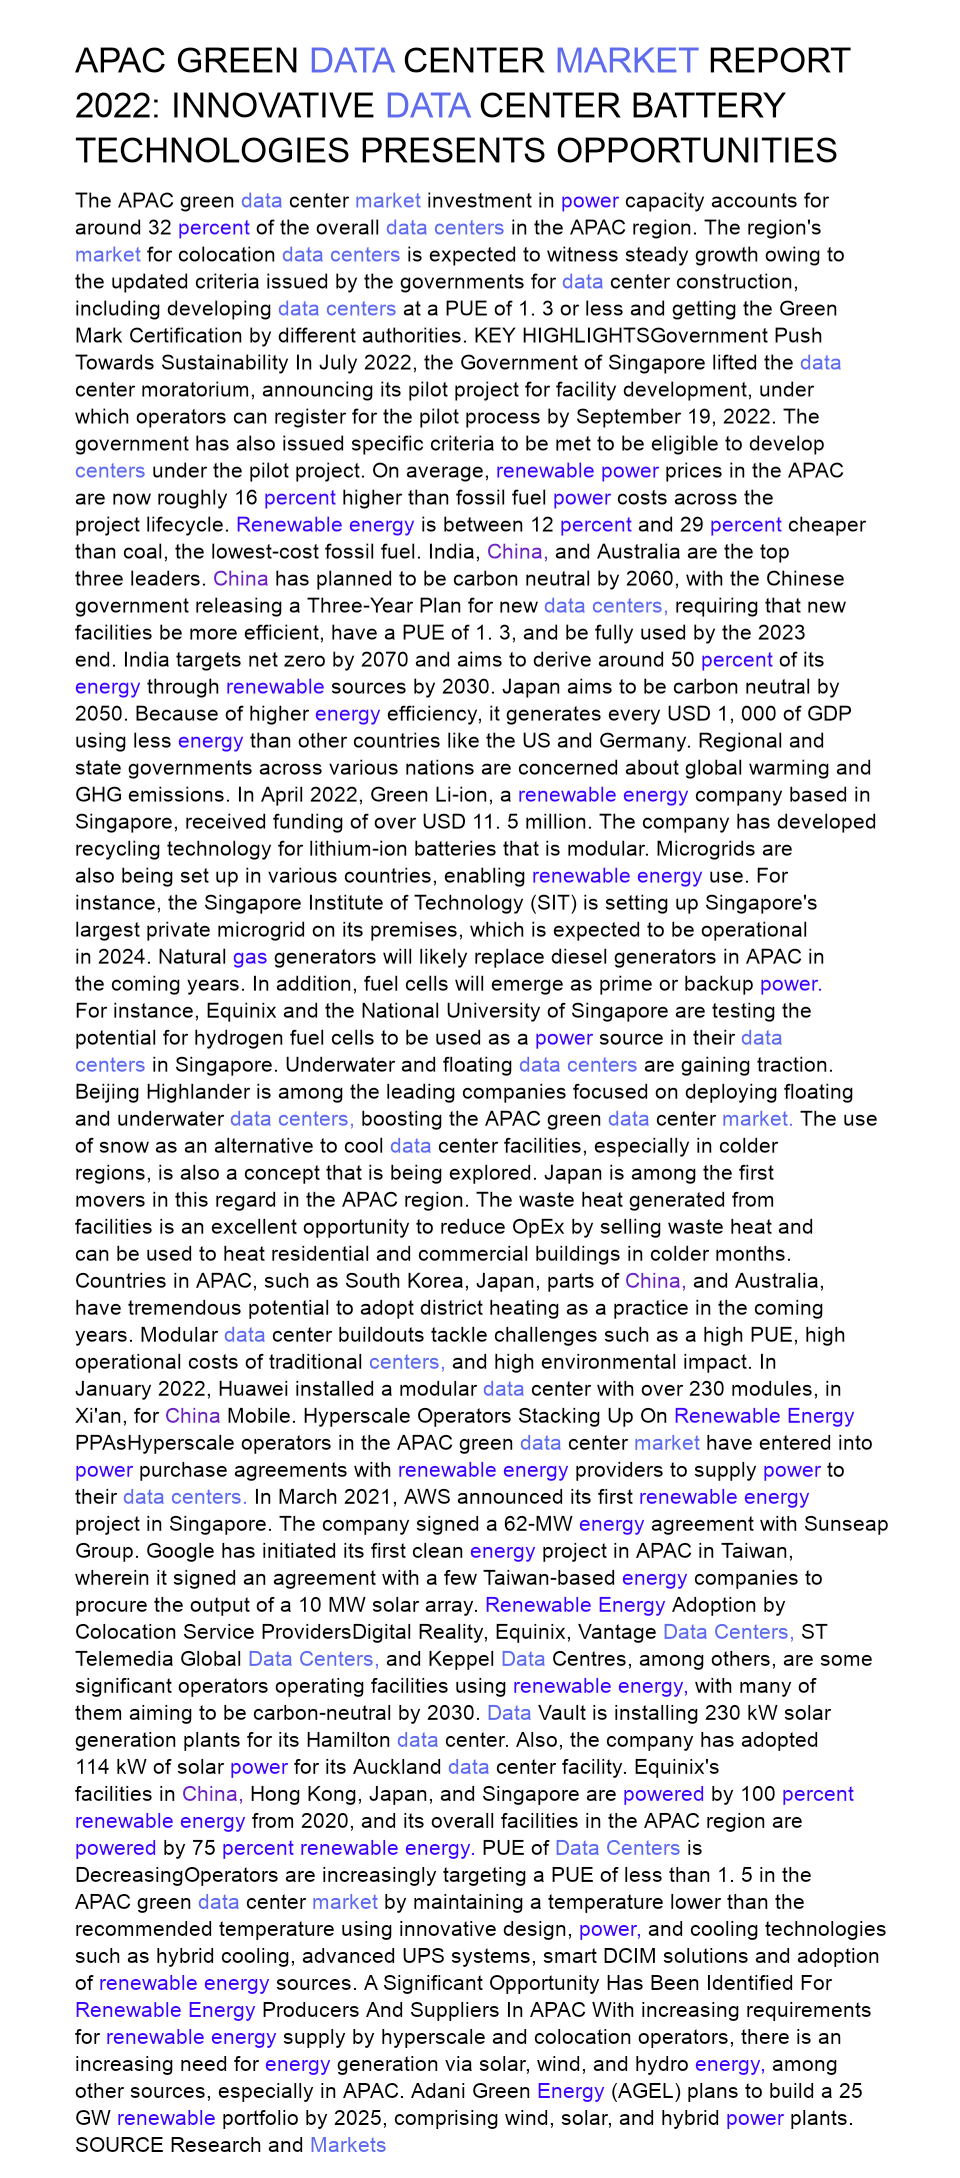 APAC GREEN DATA CENTER MARKET REPORT
2022: INNOVATIVE DATA CENTER BATTERY
TECHNOLOGIES PRESENTS OPPORTUNITIES
The APAC green data center market investment in power capacity accounts for
around 32 percent of the overall data centers in the APAC region. The region's
market for colocation data centers is expected to witness steady growth owing to
the updated criteria issued by the governments for data center construction,
including developing data centers at a PUE of 1. 3 or less and getting the Green
Mark Certification by different authorities. KEY HIGHLIGHTSGovernment Push
Towards Sustainability In July 2022, the Government of Singapore lifted the data
center moratorium, announcing its pilot project for facility development, under
which operators can register for the pilot process by September 19, 2022. The
government has also issued specific criteria to be met to be eligible to develop
centers under the pilot project. On average, renewable power prices in the APAC
are now roughly 16 percent higher than fossil fuel power costs across the
project lifecycle. Renewable energy is between 12 percent and 29 percent cheaper
than coal, the lowest-cost fossil fuel. India, China, and Australia are the top
three leaders. China has planned to be carbon neutral by 2060, with the Chinese
government releasing a Three-Year Plan for new data centers, requiring that new
facilities be more efficient, have a PUE of 1. 3, and be fully used by the 2023
end. India targets net zero by 2070 and aims to derive around 50 percent of its
energy through renewable sources by 2030. Japan aims to be carbon neutral by
2050. Because of higher energy efficiency, it generates every USD 1, 000 of GDP
using less energy than other countries like the US and Germany. Regional and
state governments across various nations are concerned about global warming and
GHG emissions. In April 2022, Green Li-ion, a renewable energy company based in
Singapore, received funding of over USD 11. 5 million. The company has developed
recycling technology for lithium-ion batteries that is modular. Microgrids are
also being set up in various countries, enabling renewable energy use. For
instance, the Singapore Institute of Technology (SIT) is setting up Singapore's
largest private microgrid on its premises, which is expected to be operational
in 2024. Natural gas generators will likely replace diesel generators in APAC in
the coming years. In addition, fuel cells will emerge as prime or backup power.
For instance, Equinix and the National University of Singapore are testing the
potential for hydrogen fuel cells to be used as a power source in their data
centers in Singapore. Underwater and floating data centers are gaining traction.
Beijing Highlander is among the leading companies focused on deploying floating
and underwater data centers, boosting the APAC green data center market. The use
of snow as an alternative to cool data center facilities, especially in colder
regions, is also a concept that is being explored. Japan is among the first
movers in this regard in the APAC region. The waste heat generated from
facilities is an excellent opportunity to reduce OpEx by selling waste heat and
can be used to heat residential and commercial buildings in colder months.
Countries in APAC, such as South Korea, Japan, parts of China, and Australia,
have tremendous potential to adopt district heating as a practice in the coming
years. Modular data center buildouts tackle challenges such as a high PUE, high
operational costs of traditional centers, and high environmental impact. In
January 2022, Huawei installed a modular data center with over 230 modules, in
Xi'an, for China Mobile. Hyperscale Operators Stacking Up On Renewable Energy
PPAsHyperscale operators in the APAC green data center market have entered into
power purchase agreements with renewable energy providers to supply power to
their data centers. In March 2021, AWS announced its first renewable energy
project in Singapore. The company signed a 62-MW energy agreement with Sunseap
Group. Google has initiated its first clean energy project in APAC in Taiwan,
wherein it signed an agreement with a few Taiwan-based energy companies to
procure the output of a 10 MW solar array. Renewable Energy Adoption by
Colocation Service ProvidersDigital Reality, Equinix, Vantage Data Centers, ST
Telemedia Global Data Centers, and Keppel Data Centres, among others, are some
significant operators operating facilities using renewable energy, with many of
them aiming to be carbon-neutral by 2030. Data Vault is installing 230 kW solar
generation plants for its Hamilton data center. Also, the company has adopted
114 kW of solar power for its Auckland data center facility. Equinix's
facilities in China, Hong Kong, Japan, and Singapore are powered by 100 percent
renewable energy from 2020, and its overall facilities in the APAC region are
powered by 75 percent renewable energy. PUE of Data Centers is
DecreasingOperators are increasingly targeting a PUE of less than 1. 5 in the
APAC green data center market by maintaining a temperature lower than the
recommended temperature using innovative design, power, and cooling technologies
such as hybrid cooling, advanced UPS systems, smart DCIM solutions and adoption
of renewable energy sources. A Significant Opportunity Has Been Identified For
Renewable Energy Producers And Suppliers In APAC With increasing requirements
for renewable energy supply by hyperscale and colocation operators, there is an
increasing need for energy generation via solar, wind, and hydro energy, among
other sources, especially in APAC. Adani Green Energy (AGEL) plans to build a 25
GW renewable portfolio by 2025, comprising wind, solar, and hybrid power plants.
SOURCE Research and Markets